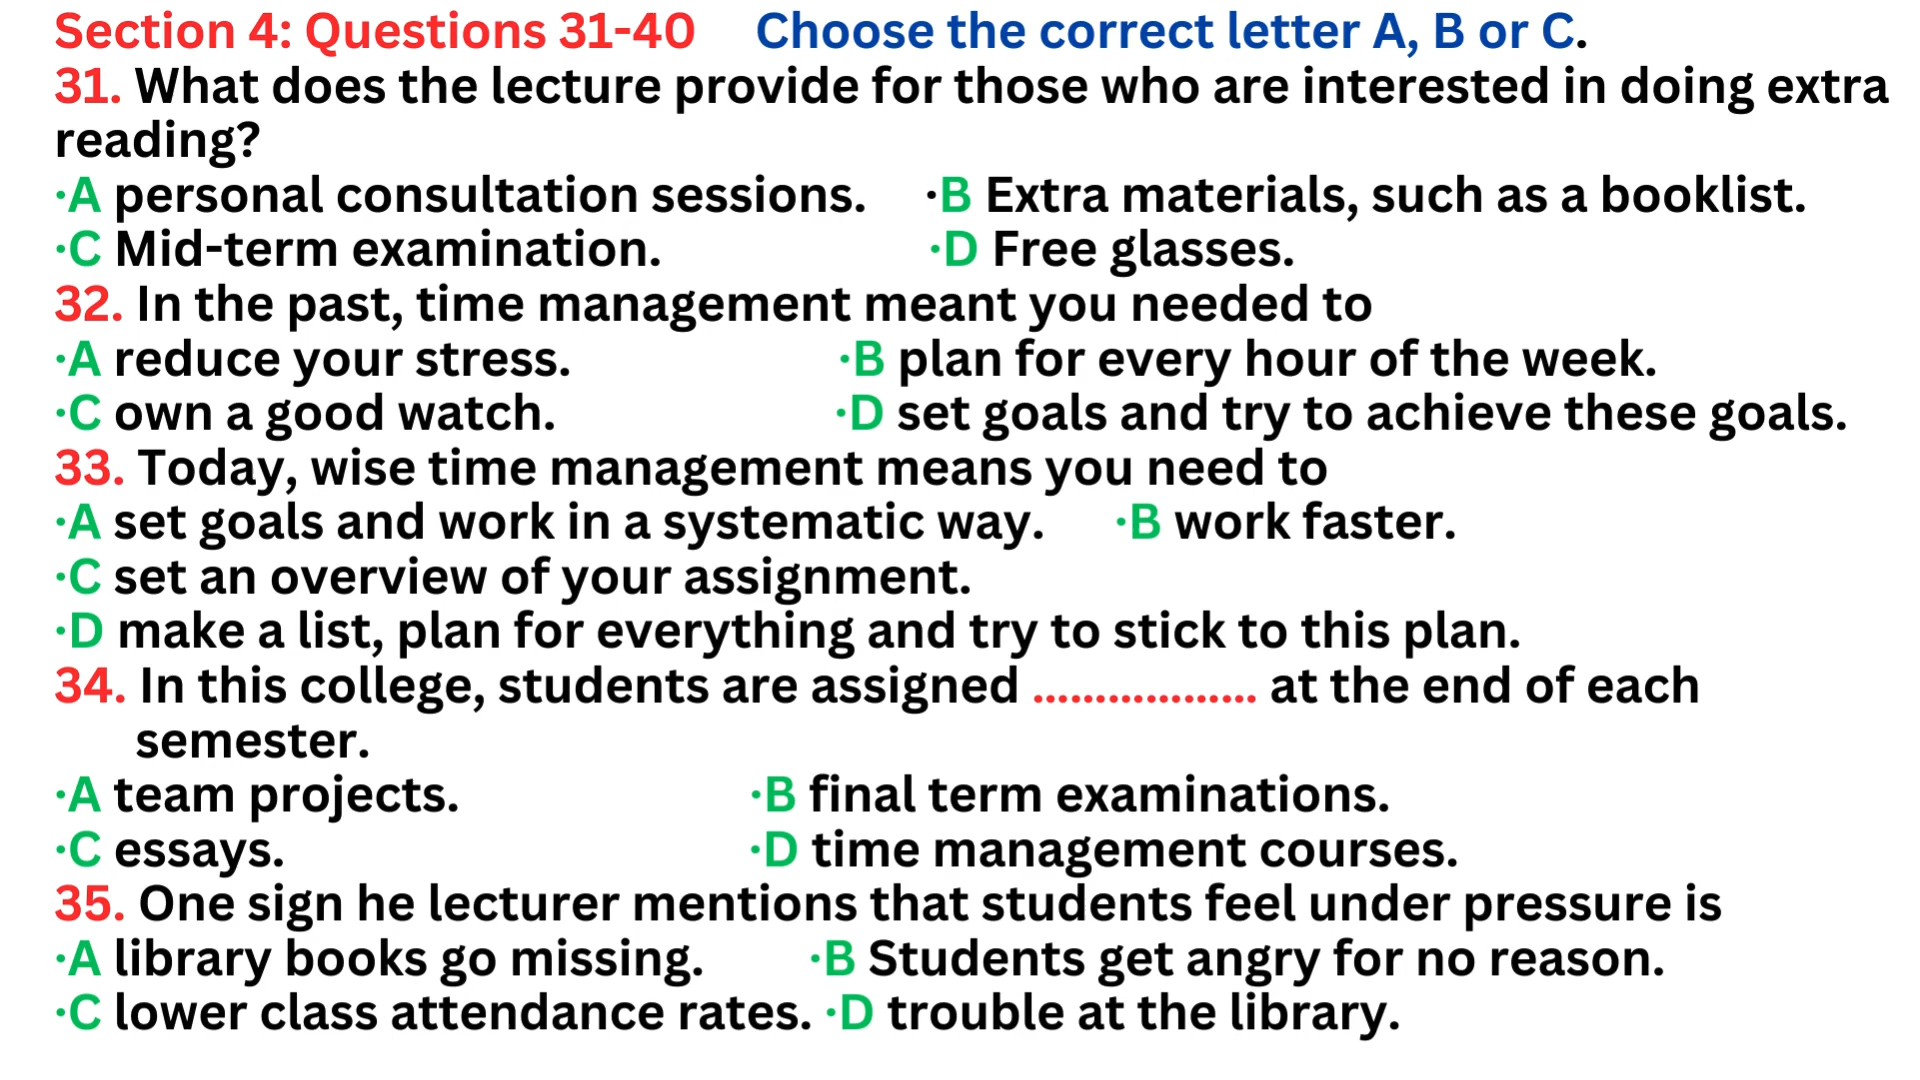 Section 4: Questions 31-40 Choose the correct letter A, B or C.
31. What does the lecture provide for those who are interested in doing extra
reading?
·A personal consultation sessions. ·B Extra materials, such as a booklist.
·C Mid-term examination. ·D Free glasses.
32. In the past, time management meant you needed to
·A reduce your stress. ·B plan for every hour of the week.
·C own a good watch. ·D set goals and try to achieve these goals.
33. Today, wise time management means you need to
·A set goals and work in a systematic way. ·B work faster.
·C set an overview of your assignment.
·D make a list, plan for everything and try to stick to this plan.
34. In this college, students are assigned .................. at the end of each
semester.
·A team projects. ·B final term examinations.
·C essays. ·D time management courses.
35. One sign he lecturer mentions that students feel under pressure is
·A library books go missing. ·B Students get angry for no reason.
·C lower class attendance rates. ·D trouble at the library.